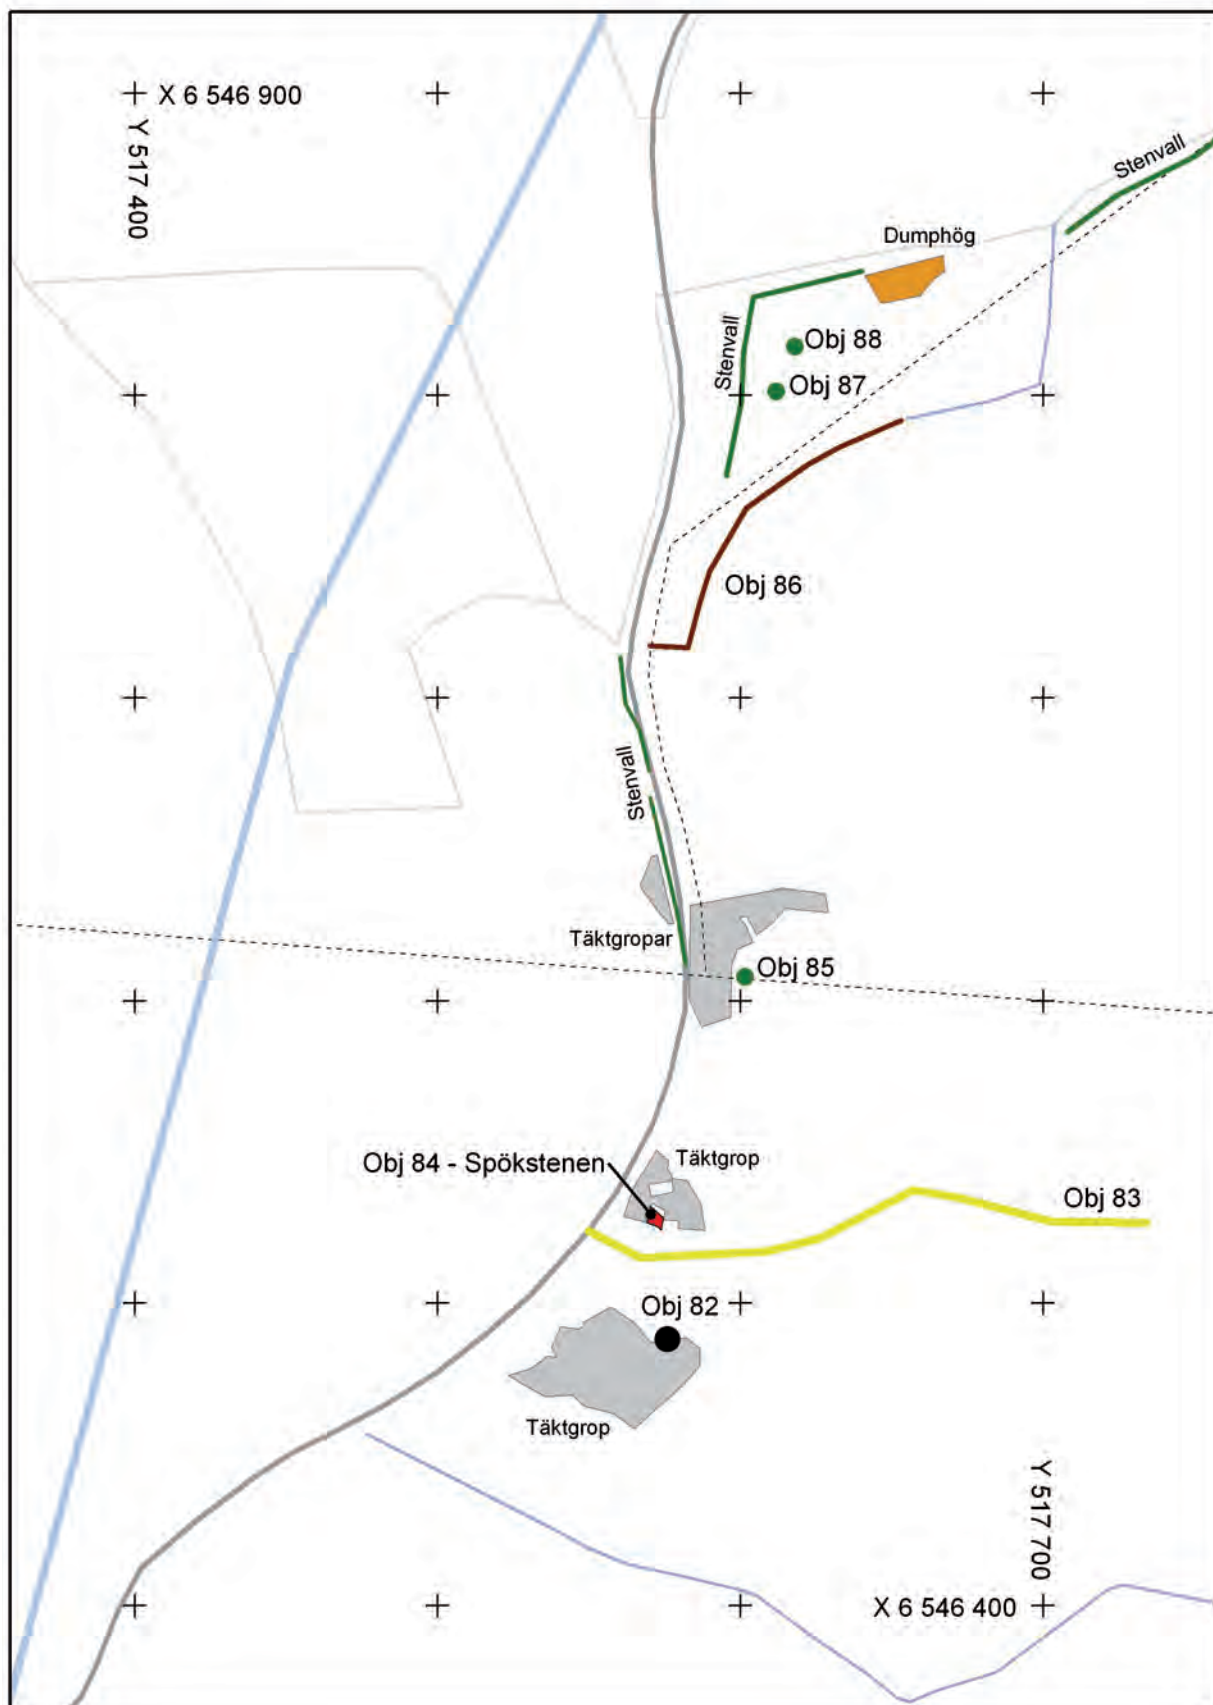 X 6 546 900
Y 517 400
Stenvall
Dumphög
Stenvall
Obj 88
Obj 87
Obj 86
Stenvall
Täktgropar
Obj 85
Obj 84 - Spökstenen
Täktgrop
Obj 83
Obj 82
Täktgrop
Y 517 700
X 6 546 400